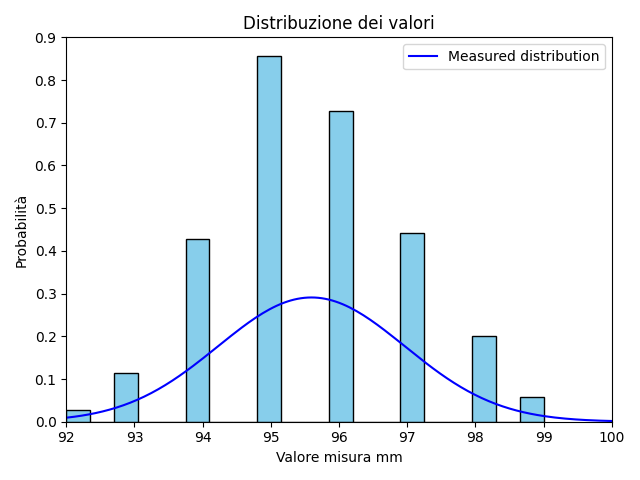 Distribuzione dei valori
Measured distribution
0.9
0.8
0.7
0.6
0.5
0.4
0.3
0.2
0.1
0.0
Probabilità
92 93 94 95 96 97 98 99 100
Valore misura mm